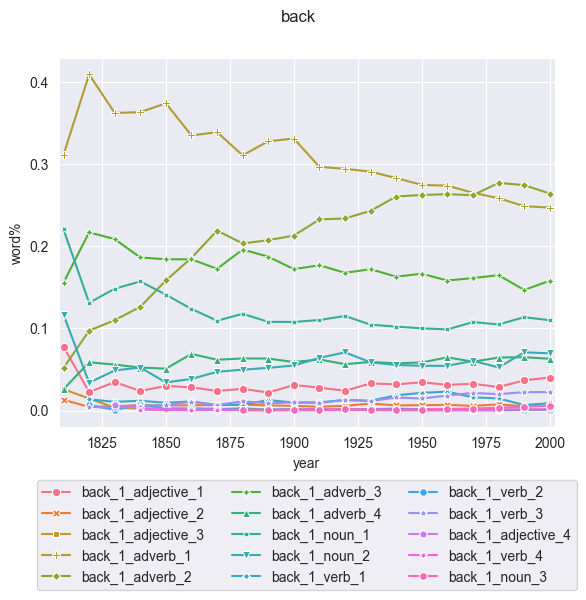 back
0.4
0.3
0.2
0.1
0.0
word%
1825 1850 1875 1900 1925 1950 1975 2000
year
back_1_adjective_1 back_1_adverb_3 back_1_verb_2
back_1_adjective_2 back_1_adverb_4 back_1_verb_3
back_1_adjective_3 back_1_noun_1 back_1_adjective_4
back_1_adverb_1 back_1_noun_2 back_1_verb_4
back_1_adverb_2 back_1_verb_1 back_1_noun_3